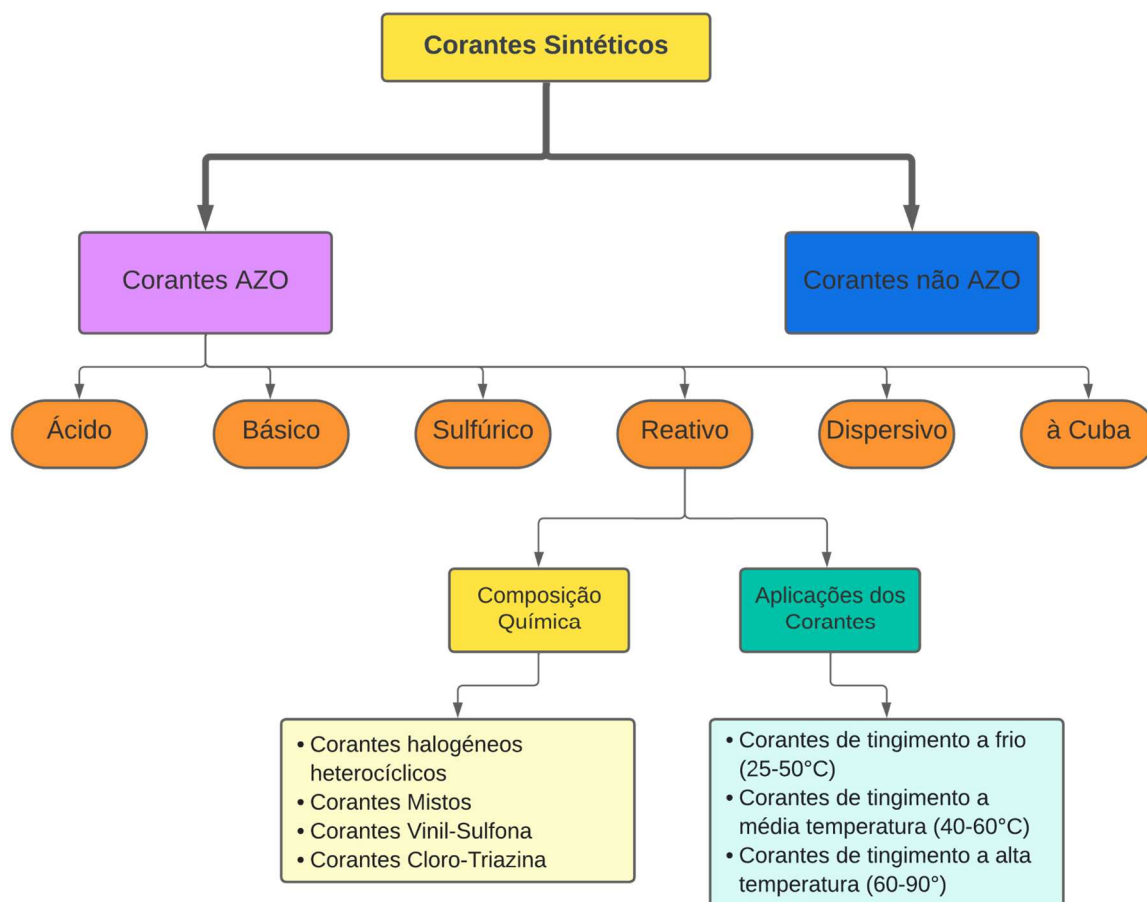 Corantes Sintéticos
Corantes AZO
Corantes não AZO
Ácido
Básico
Sulfúrico
Reativo
Dispersivo
à Cuba
Composição
Química
Aplicações dos
Corantes
• Corantes halogéneos
heterocíclicos
• Corantes Mistos
• Corantes Vinil-Sulfona
• Corantes Cloro-Triazina
• Corantes de tingimento a frio
(25-50°C)
• Corantes de tingimento a
média temperatura (40-60°C)
• Corantes de tingimento a alta
temperatura (60-90°)